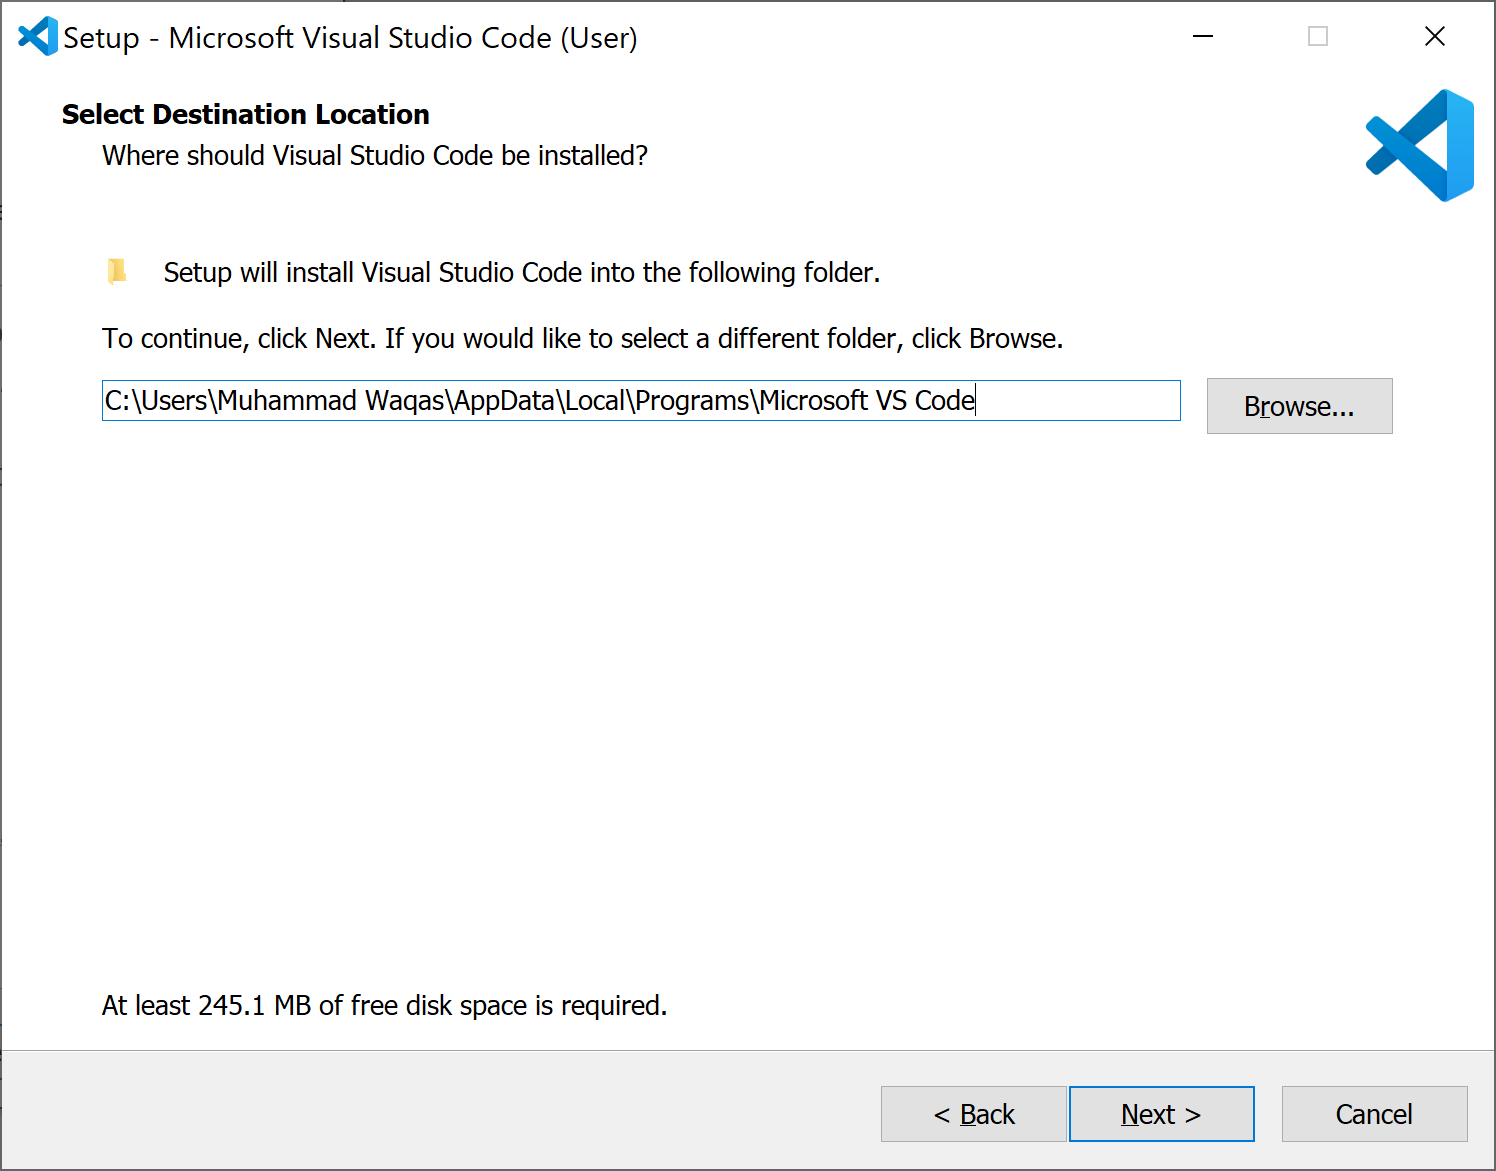 Setup - Microsoft Visual Studio Code (User)
Select Destination Location
Where should Visual Studio Code be installed?
Setup will install Visual Studio Code into the following folder.
To continue, click Next. If you would like to select a different folder, click Browse.
C:\Users\Muhammad Waqas\AppData\Local\Programs\Microsoft VS Code
Browse...
At least 245.1 MB of free disk space is required.
< Back
Next >
Cancel